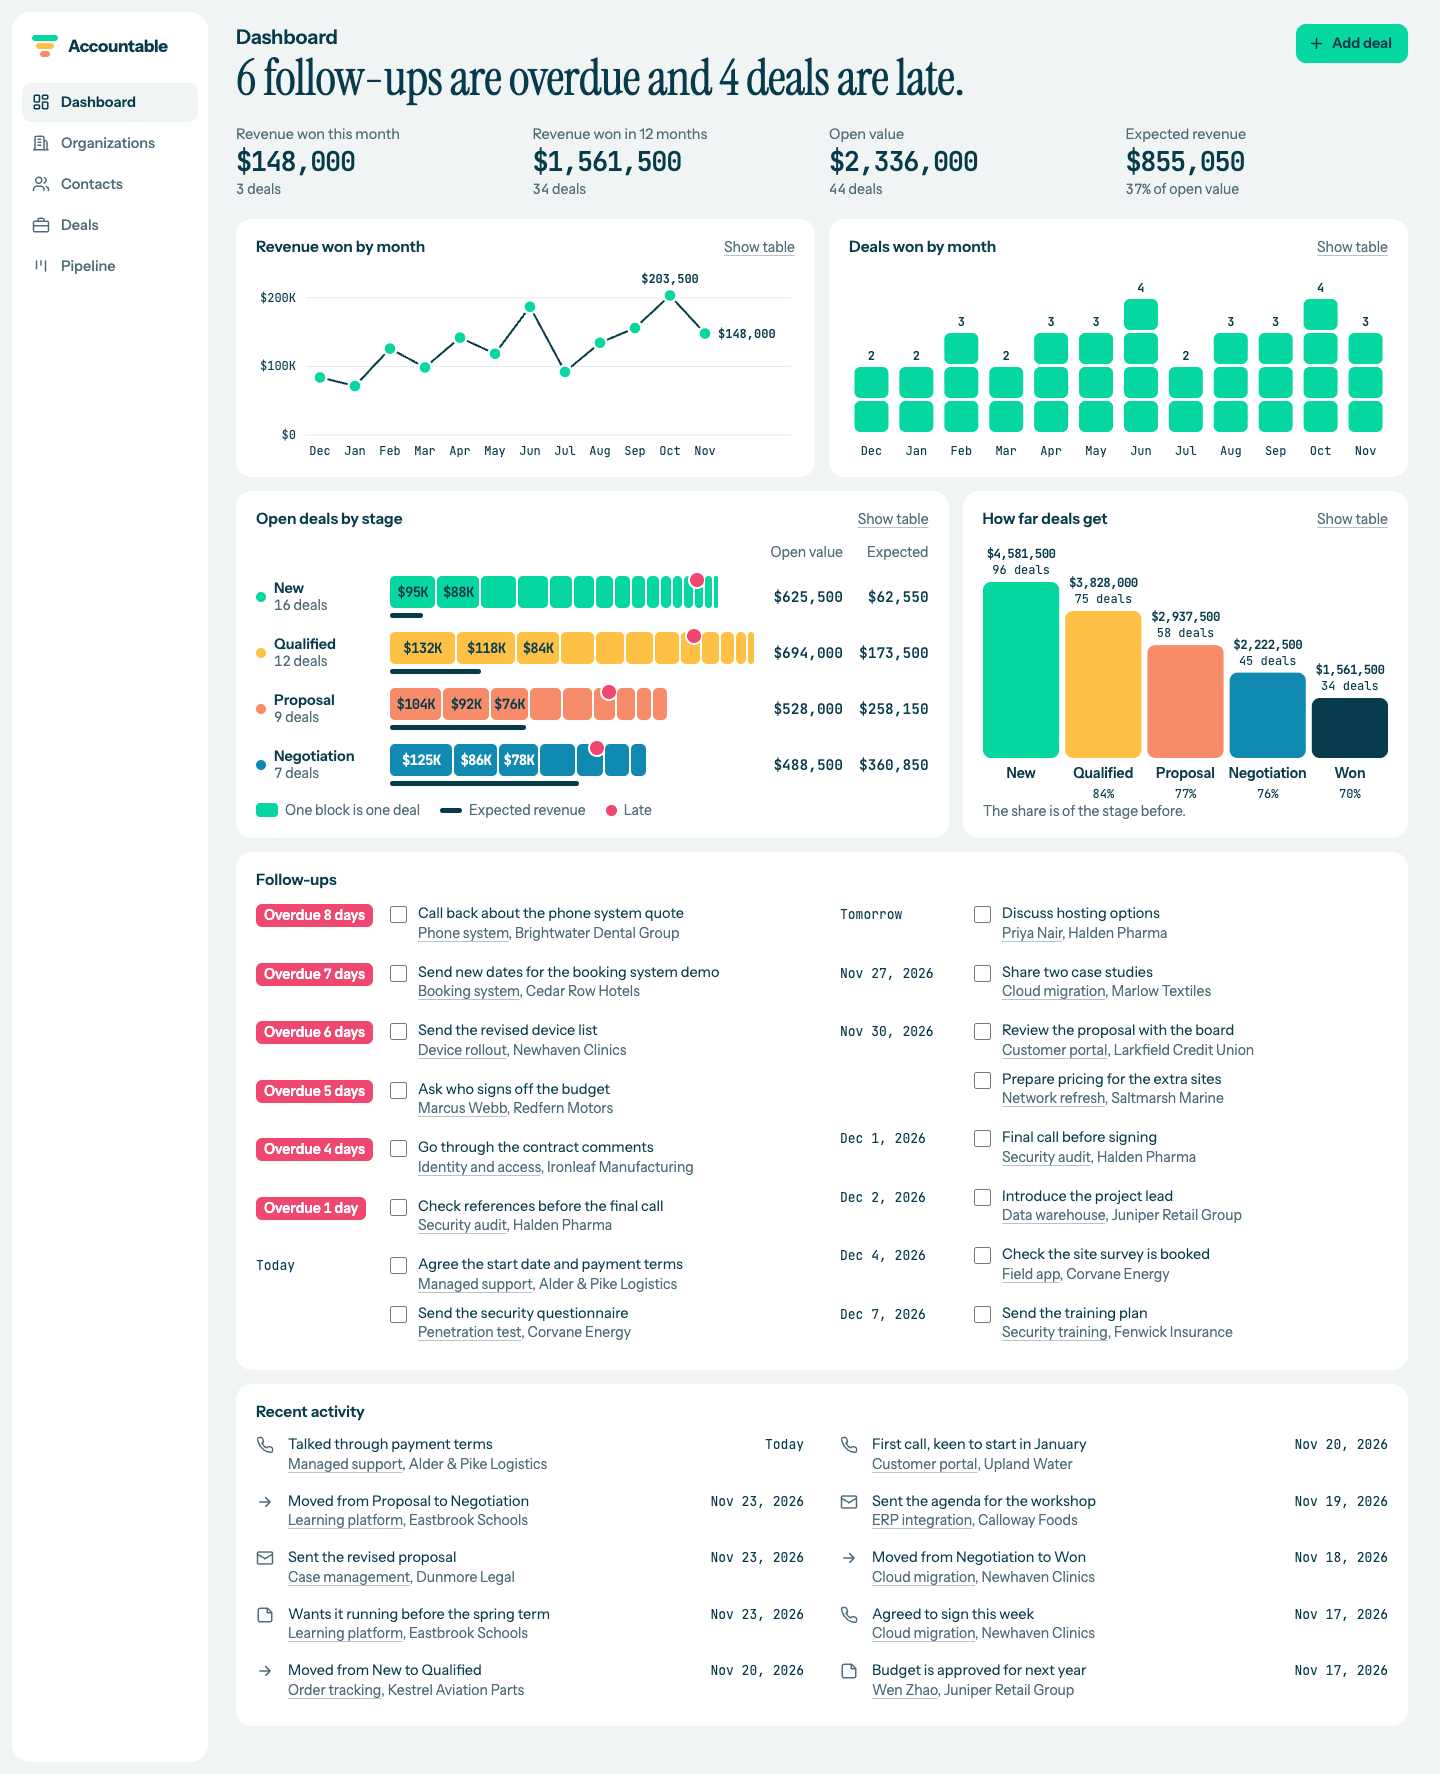 Accountable
Dashboard
Organizations
Contacts
Deals
Pipeline
Dashboard
6 follow-ups are overdue and 4 deals are late.
Add deal
Revenue won this month
$148,000
3 deals
Revenue won in 12 months
$1,561,500
34 deals
Open value
$2,336,000
44 deals
Expected revenue
$855,050
37% of open value
Revenue won by month
Show table
$203,500
$200K
$148,000
$100K
$0
Dec Jan Feb Mar Apr May Jun Jul Aug Sep Oct Nov
Deals won by month
Show table
2 2 3 2 3 3 4 2 3 3 4 3
Dec Jan Feb Mar Apr May Jun Jul Aug Sep Oct Nov
Open deals by stage
Show table
Open value Expected
New
16 deals
$95K $88K
$625,500 $62,550
Qualified
12 deals
$132K $118K $84K
$694,000 $173,500
Proposal
9 deals
$104K $92K $76K
$528,000 $258,150
Negotiation
7 deals
$125K $86K $78K
$488,500 $360,850
One block is one deal Expected revenue Late
How far deals get
Show table
$4,581,500
96 deals
$3,828,000
75 deals
$2,937,500
58 deals
$2,222,500
45 deals
$1,561,500
34 deals
New Qualified Proposal Negotiation Won
84% 77% 76% 70%
The share is of the stage before.
Follow-ups
Overdue 8 days
Call back about the phone system quote
Phone system, Brightwater Dental Group
Overdue 7 days
Send new dates for the booking system demo
Booking system, Cedar Row Hotels
Overdue 6 days
Send the revised device list
Device rollout, Newhaven Clinics
Overdue 5 days
Ask who signs off the budget
Marcus Webb, Redfern Motors
Overdue 4 days
Go through the contract comments
Identity and access, Ironleaf Manufacturing
Overdue 1 day
Check references before the final call
Security audit, Halden Pharma
Today
Agree the start date and payment terms
Managed support, Alder & Pike Logistics
Send the security questionnaire
Penetration test, Corvane Energy
Tomorrow
Discuss hosting options
Priya Nair, Halden Pharma
Nov 27, 2026
Share two case studies
Cloud migration, Marlow Textiles
Nov 30, 2026
Review the proposal with the board
Customer portal, Larkfield Credit Union
Prepare pricing for the extra sites
Network refresh, Saltmarsh Marine
Dec 1, 2026
Final call before signing
Security audit, Halden Pharma
Dec 2, 2026
Introduce the project lead
Data warehouse, Juniper Retail Group
Dec 4, 2026
Check the site survey is booked
Field app, Corvane Energy
Dec 7, 2026
Send the training plan
Security training, Fenwick Insurance
Recent activity
Talked through payment terms
Today
Managed support, Alder & Pike Logistics
Moved from Proposal to Negotiation
Nov 23, 2026
Learning platform, Eastbrook Schools
Sent the revised proposal
Nov 23, 2026
Case management, Dunmore Legal
Wants it running before the spring term
Nov 23, 2026
Learning platform, Eastbrook Schools
Moved from New to Qualified
Nov 20, 2026
Order tracking, Kestrel Aviation Parts
First call, keen to start in January
Nov 20, 2026
Customer portal, Upland Water
Sent the agenda for the workshop
Nov 19, 2026
ERP integration, Calloway Foods
Moved from Negotiation to Won
Nov 18, 2026
Cloud migration, Newhaven Clinics
Agreed to sign this week
Nov 17, 2026
Cloud migration, Newhaven Clinics
Budget is approved for next year
Nov 17, 2026
Wen Zhao, Juniper Retail Group